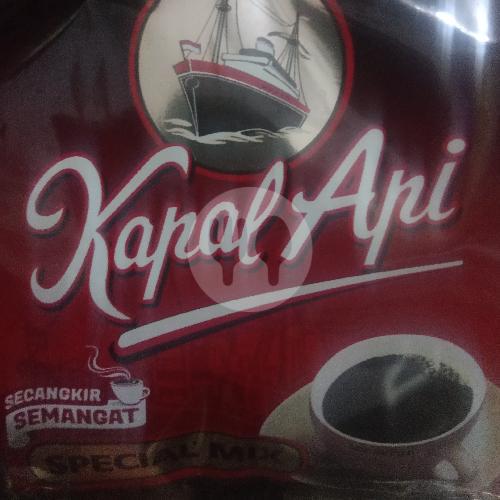 Kapal Api
SECANGKIR
SEMANGAT
SPECIAL MIX